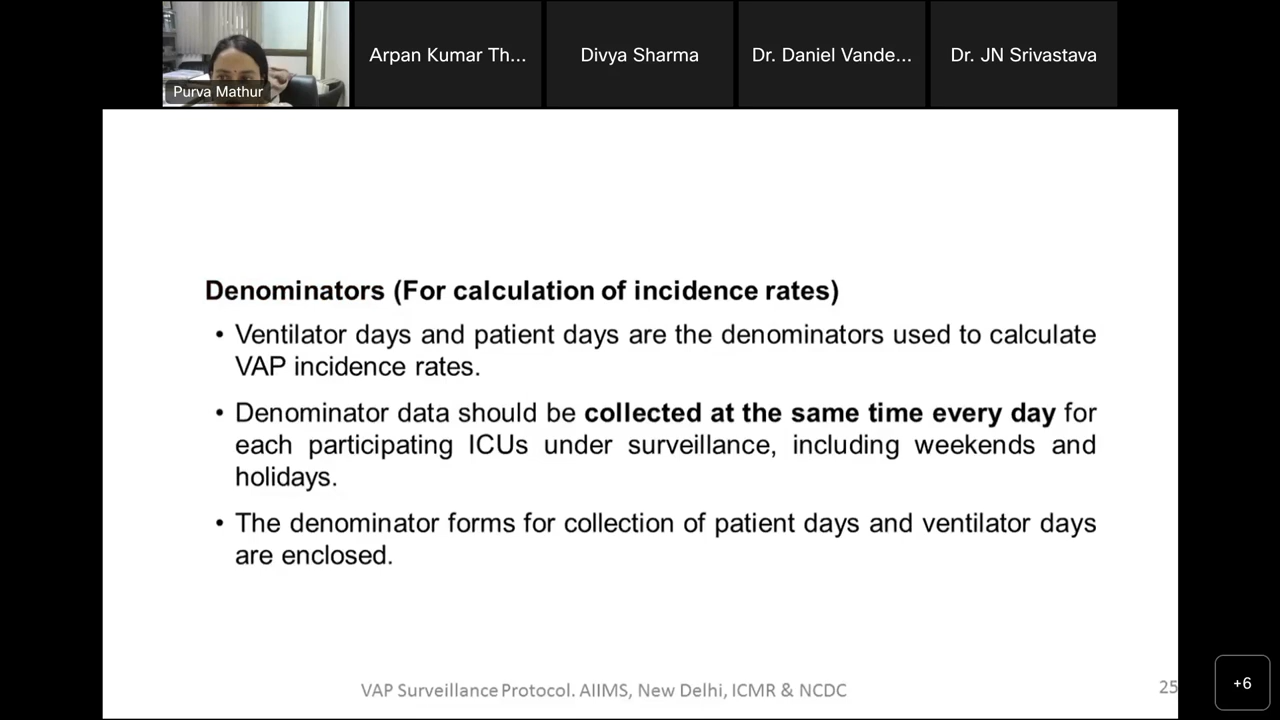 Purva Mathur
Arpan Kumar Th...
Divya Sharma
Dr. Daniel Vande...
Dr. JN Srivastava
Denominators (For calculation of incidence rates)
• Ventilator days and patient days are the denominators used to calculate
VAP incidence rates.
• Denominator data should be collected at the same time every day for
each participating ICUs under surveillance, including weekends and
holidays.
• The denominator forms for collection of patient days and ventilator days
are enclosed.
VAP Surveillance Protocol. AIIMS, New Delhi, ICMR & NCDC
25
+6